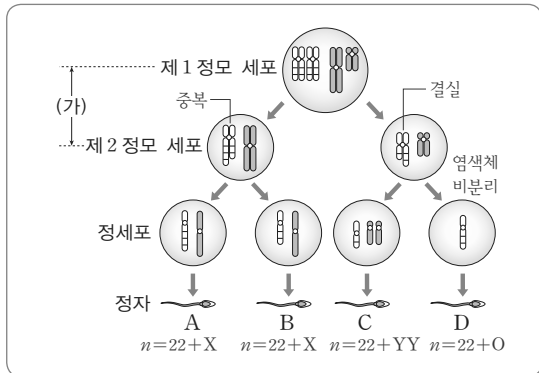 제 1 정모 세포
중복
결실
(가)
제 2 정모 세포
염색체
비분리
정세포
정자
A B C D
n=22+X n=22+X n=22+YY n=22+O